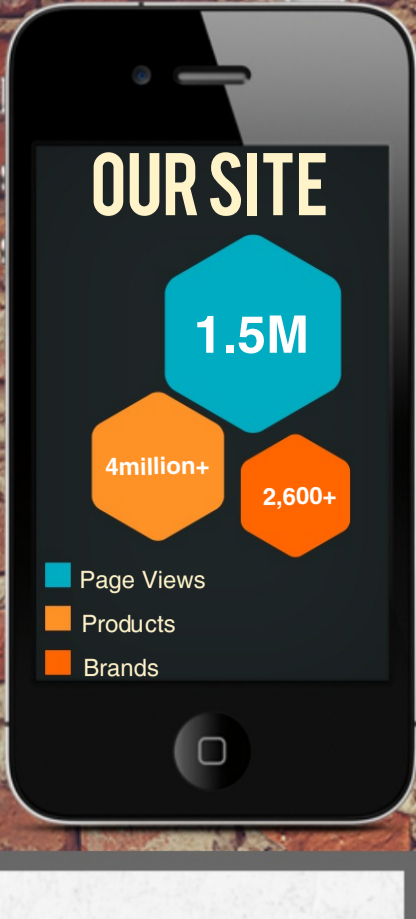 OUR SITE
1.5M
4million+
2,600+
Page Views
Products
Brands